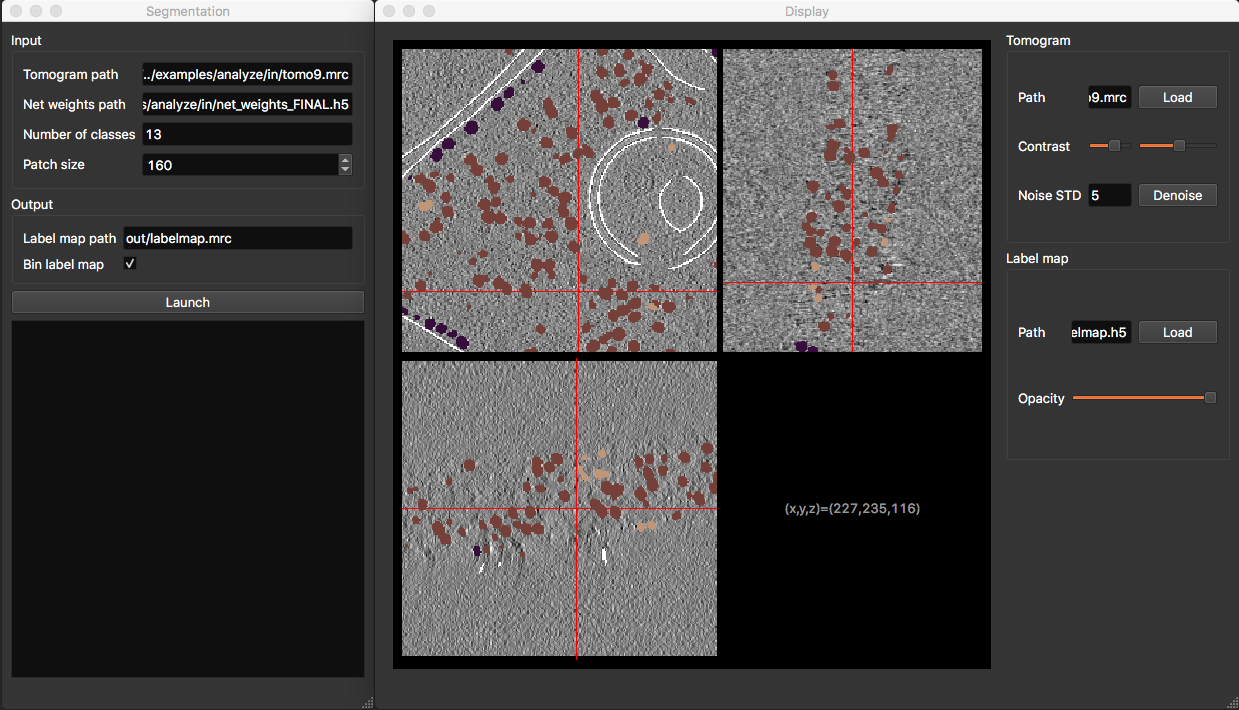 Segmentation
Input
Tomogram path ../examples/analyze/in/tomo9.mrc
Net weights path s/analyze/in/net_weights_FINAL.h5
Number of classes 13
Patch size 160
Output
Label map path out/labelmap.mrc
Bin label map
Launch
Display
(x,y,z)=(227,235,116)
Tomogram
Path o9.mrc Load
Contrast
Noise STD 5 Denoise
Label map
Path elmap.h5 Load
Opacity